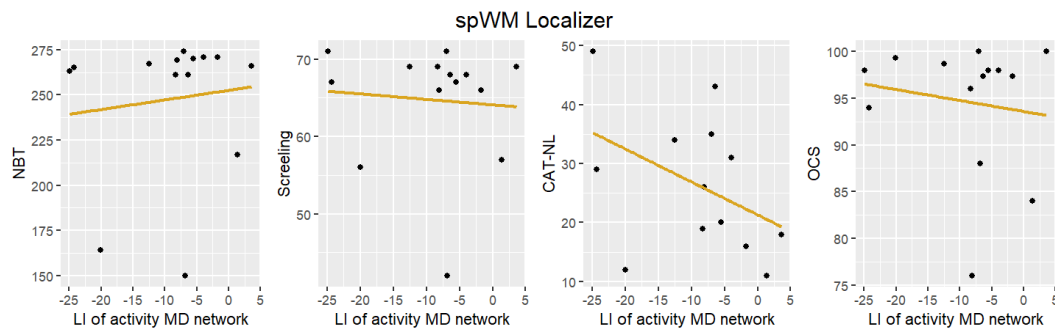 spWM Localizer
NBT
275
250
225
200
175
150
-25 -20 -15 -10 -5 0 5
LI of activity MD network
Screeling
70
60
50
-25 -20 -15 -10 -5 0 5
LI of activity MD network
CAT-NL
50
40
30
20
10
-25 -20 -15 -10 -5 0 5
LI of activity MD network
OCS
100
95
90
85
80
75
-25 -20 -15 -10 -5 0 5
LI of activity MD network